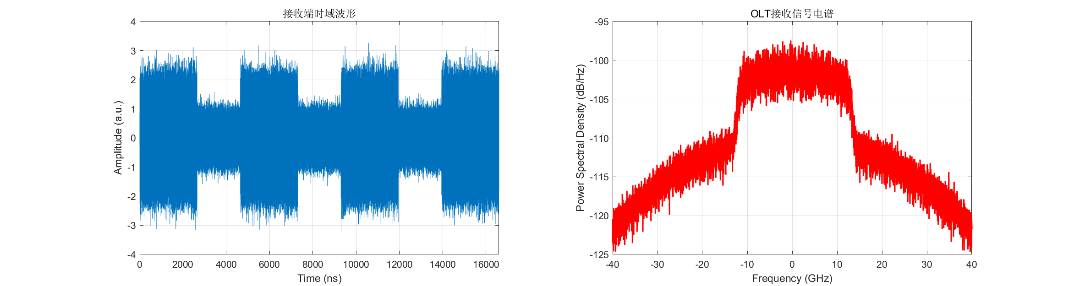 接收端时域波形
4
3
2
1
0
-1
-2
-3
-4
Amplitude (a.u.)
0 2000 4000 6000 8000 10000 12000 14000 16000
Time (ns)
OLT接收信号电谱
-95
-100
-105
-110
-115
-120
-125
Power Spectral Density (dB/Hz)
-40 -30 -20 -10 0 10 20 30 40
Frequency (GHz)